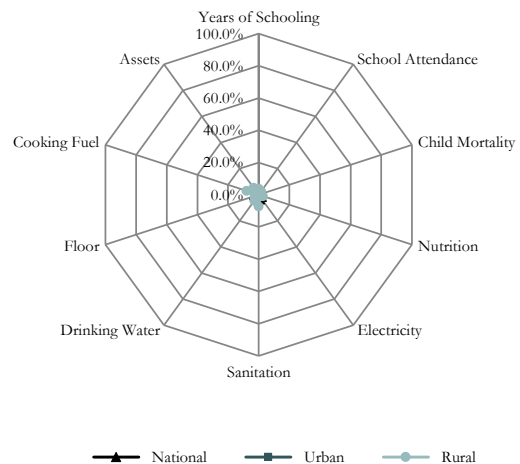 Years of Schooling
100.0%
Assets
School Attendance
80.0%
60.0%
Cooking Fuel
40.0%
Child Mortality
20.0%
0.0%
Floor
Nutrition
Drinking Water
Electricity
Sanitation
National
Urban
Rural